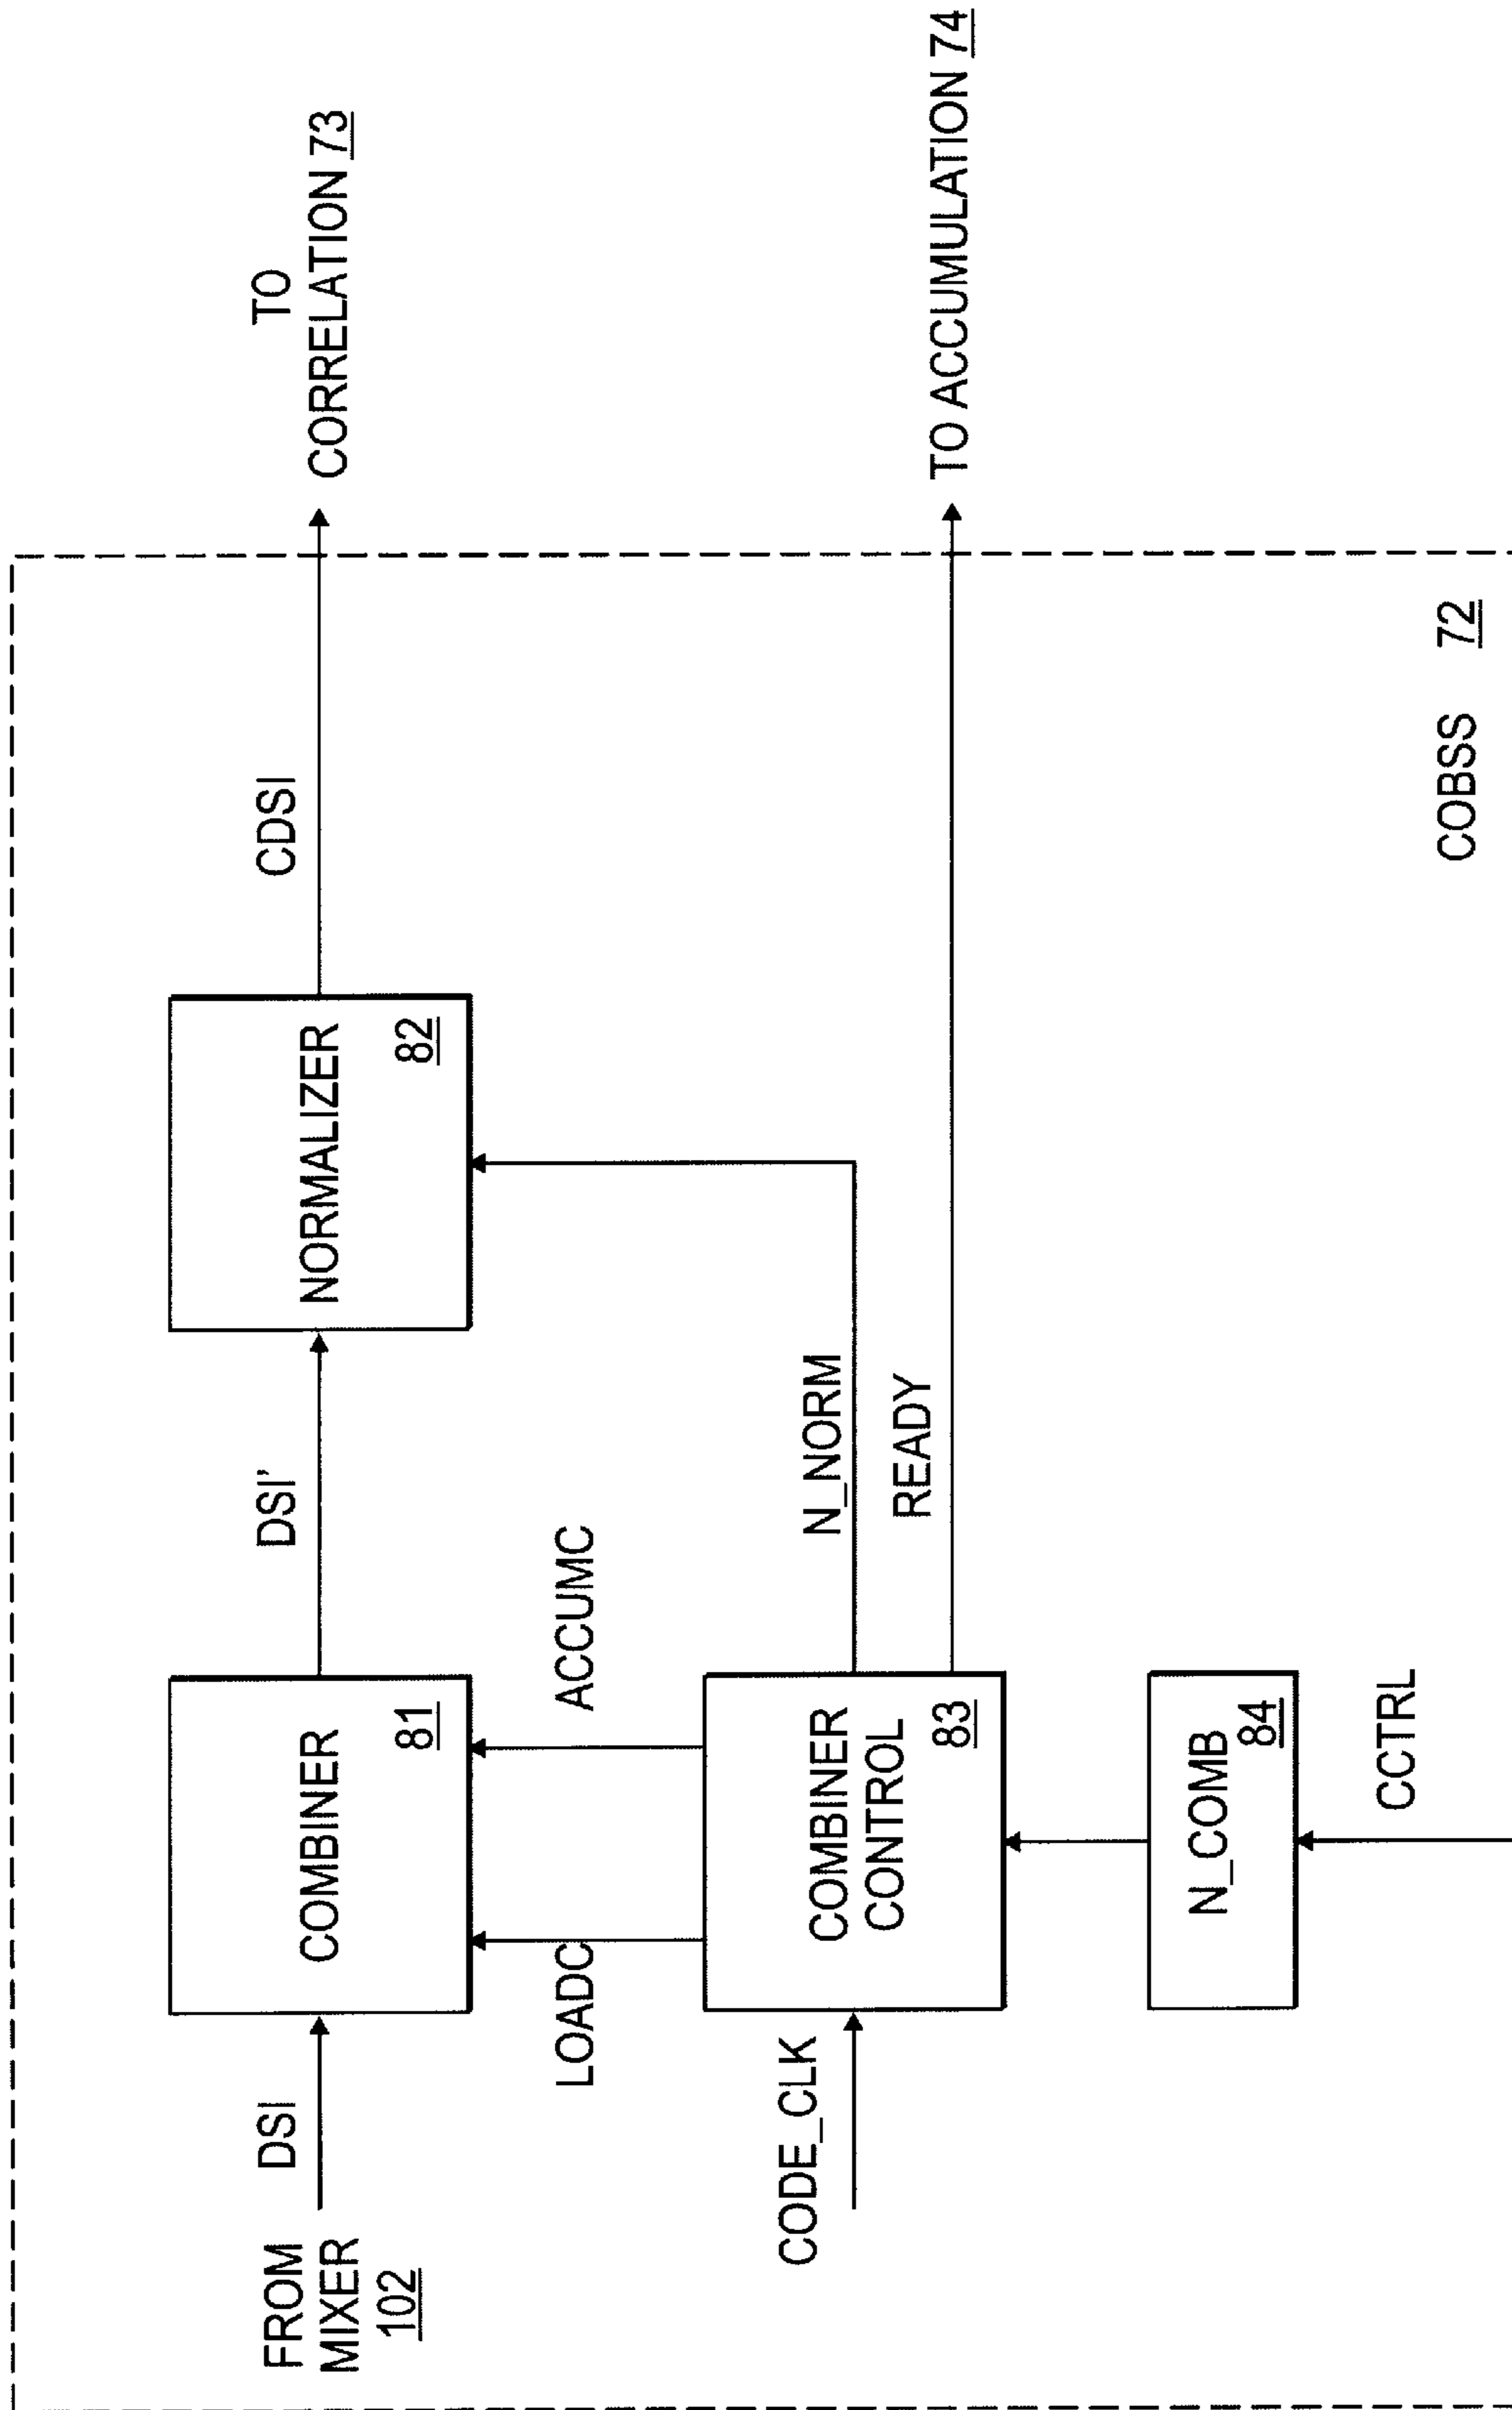 FROM
MIXER
102
DSI
COMBINER
81
DSI'
NORMALIZER
82
CDSI
TO
CORRELATION 73
LOADC
ACCUMC
CODE_CLK
COMBINER
CONTROL
83
N_NORM
READY
TO ACCUMULATION 74
N_COMB
84
CCTRL
COBSS 72